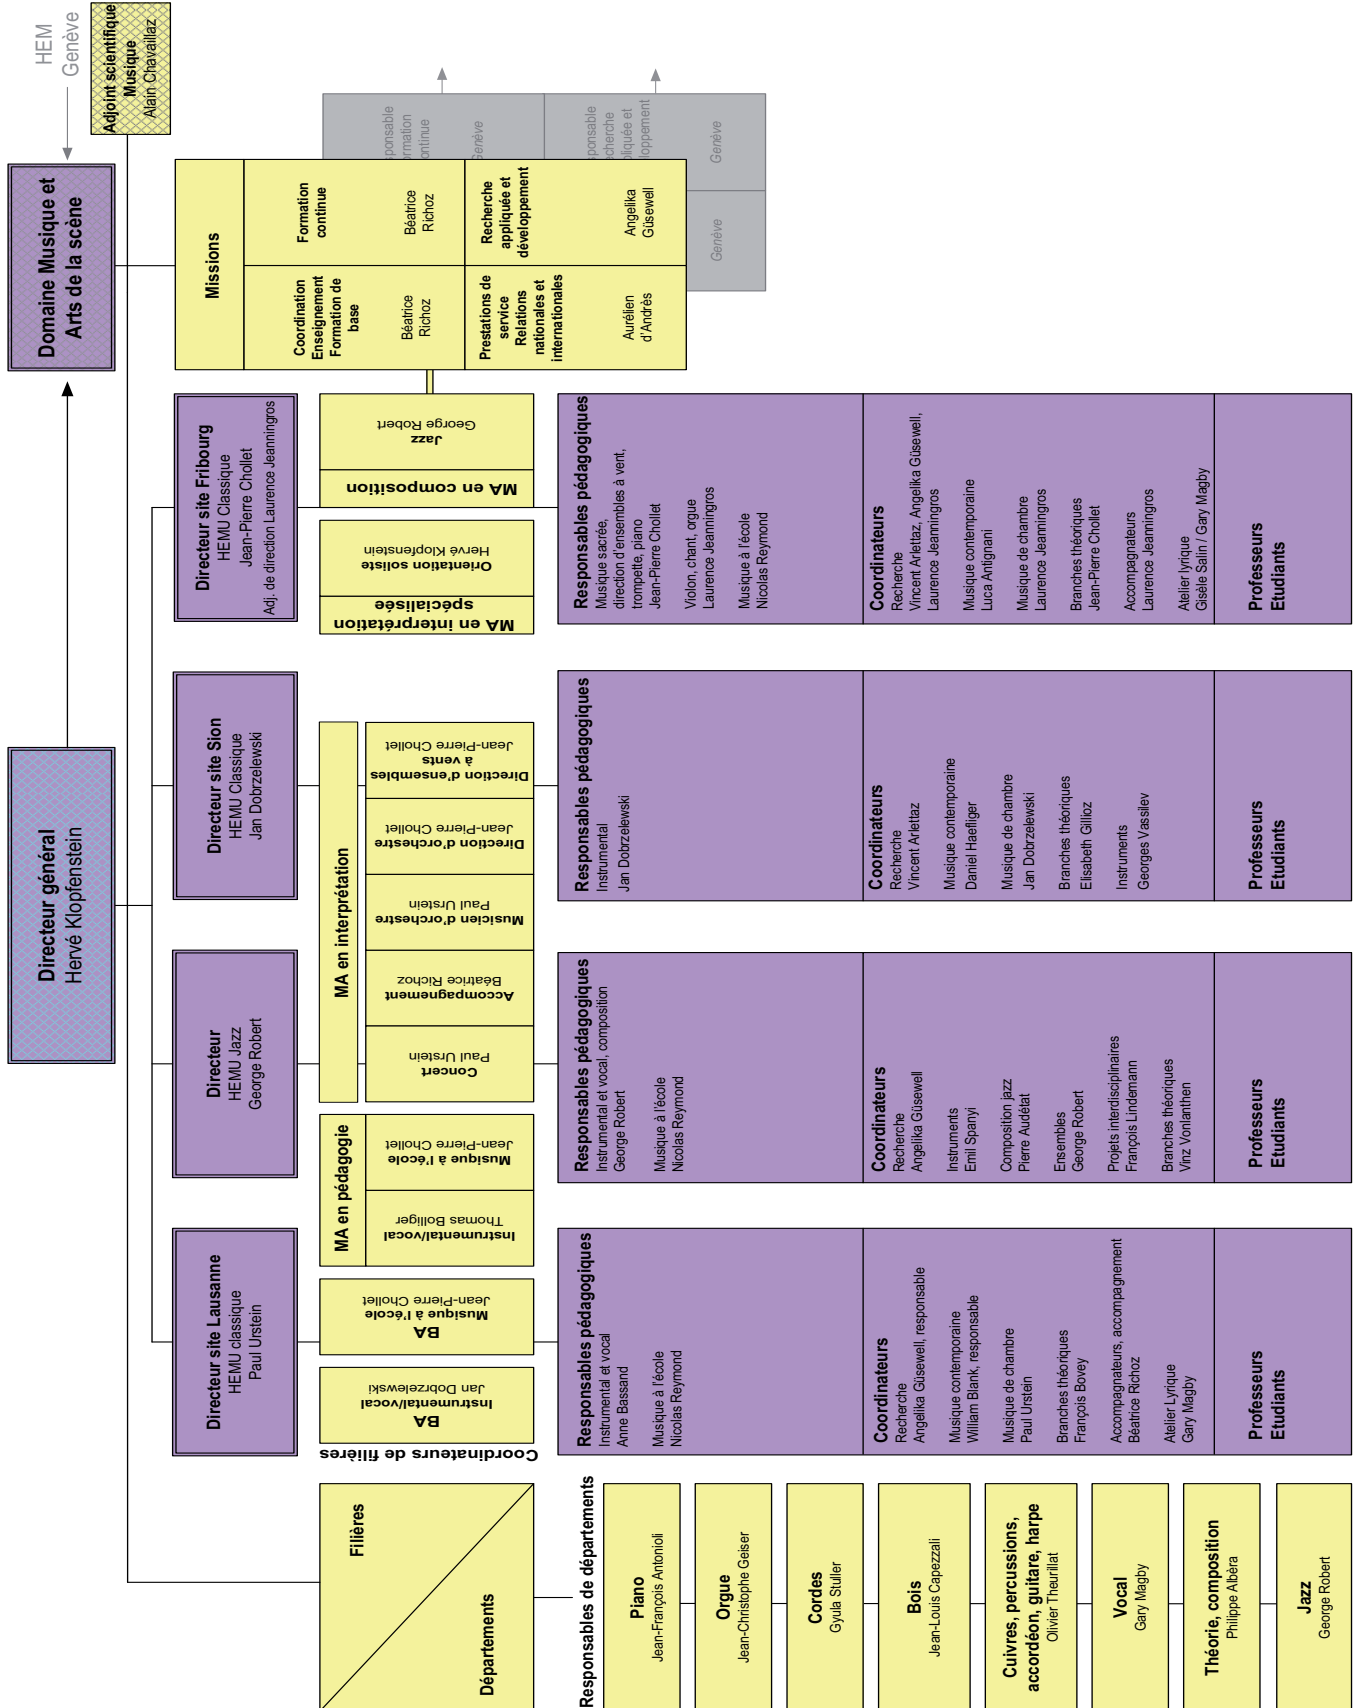 HEM
Genève
Directeur général
Hervé Klopfenstein
Domaine Musique et
Arts de la scène
Adjoint scientifique
Musique
Alain Chavaillaz
Directeur site Lausanne
HEMU classique
Paul Urstein
Directeur
HEMU Jazz
George Robert
Directeur site Sion
HEMU Classique
Jan Dobrzelewski
Directeur site Fribourg
HEMU Classique
Jean-Pierre Chollet
Adj. de direction Laurence Jeanningros
Missions
Coordination
Enseignement
Formation de
base
Béatrice
Richoz
Formation
continue
Béatrice
Richoz
Prestations de
service
Relations
nationales et
internationales
Aurélien
d'Andrès
Recherche
appliquée et
développement
Angelika
Güsewell
ponsable
ormation
ontinue
Genève
ponsable
echerche
pliquée et
loppement
Genève
Genève
Filières
Départements
Coordinateurs de filières
BA
Instrumental/vocal
Jan Dobrzelewski
BA
Musique à l'école
Jean-Pierre Chollet
MA en pédagogie
Instrumental/vocal
Thomas Bolliger
Musique à l'école
Jean-Pierre Chollet
MA en interprétation
Concert
Paul Urstein
Accompagnement
Béatrice Richoz
Musicien d'orchestre
Paul Urstein
Direction d'orchestre
Jean-Pierre Chollet
Direction d'ensembles
à vents
Jean-Pierre Chollet
MA en interprétation
spécialisée
Orientation soliste
Hervé Klopfenstein
MA en composition
Jazz
George Robert
Responsables de départements
Piano
Jean-François Antonioli
Orgue
Jean-Christophe Geiser
Cordes
Gyula Stuller
Bois
Jean-Louis Capezzali
Cuivres, percussions,
accordéon, guitare, harpe
Olivier Theurillat
Vocal
Gary Magby
Théorie, composition
Philippe Albèra
Jazz
George Robert
Responsables pédagogiques
Instrumental et vocal
Anne Bassand
Musique à l'école
Nicolas Reymond
Coordinateurs
Recherche
Angelika Güsewell, responsable
Musique contemporaine
William Blank, responsable
Musique de chambre
Paul Urstein
Branches théoriques
François Bovey
Accompagnateurs, accompagnement
Béatrice Richoz
Atelier Lyrique
Gary Magby
Professeurs
Etudiants
Responsables pédagogiques
Instrumental et vocal, composition
George Robert
Musique à l'école
Nicolas Reymond
Coordinateurs
Recherche
Angelika Güsewell
Instruments
Emil Spanyi
Composition jazz
Pierre Audétat
Ensembles
George Robert
Projets interdisciplinaires
François Lindemann
Branches théoriques
Vinz Vonlanthen
Professeurs
Etudiants
Responsables pédagogiques
Instrumental
Jan Dobrzelewski
Coordinateurs
Recherche
Vincent Arlettaz
Musique contemporaine
Daniel Haefliger
Musique de chambre
Jan Dobrzelewski
Branches théoriques
Elisabeth Gillioz
Instruments
Georges Vassilev
Professeurs
Etudiants
Responsables pédagogiques
Musique sacrée,
direction d'ensembles à vent,
trompette, piano
Jean-Pierre Chollet
Violon, chant, orgue
Laurence Jeanningros
Musique à l'école
Nicolas Reymond
Coordinateurs
Recherche
Vincent Arlettaz, Angelika Güsewell,
Laurence Jeanningros
Musique contemporaine
Luca Antignani
Musique de chambre
Laurence Jeanningros
Branches théoriques
Jean-Pierre Chollet
Accompagnateurs
Laurence Jeanningros
Atelier lyrique
Gisèle Salin / Gary Magby
Professeurs
Etudiants